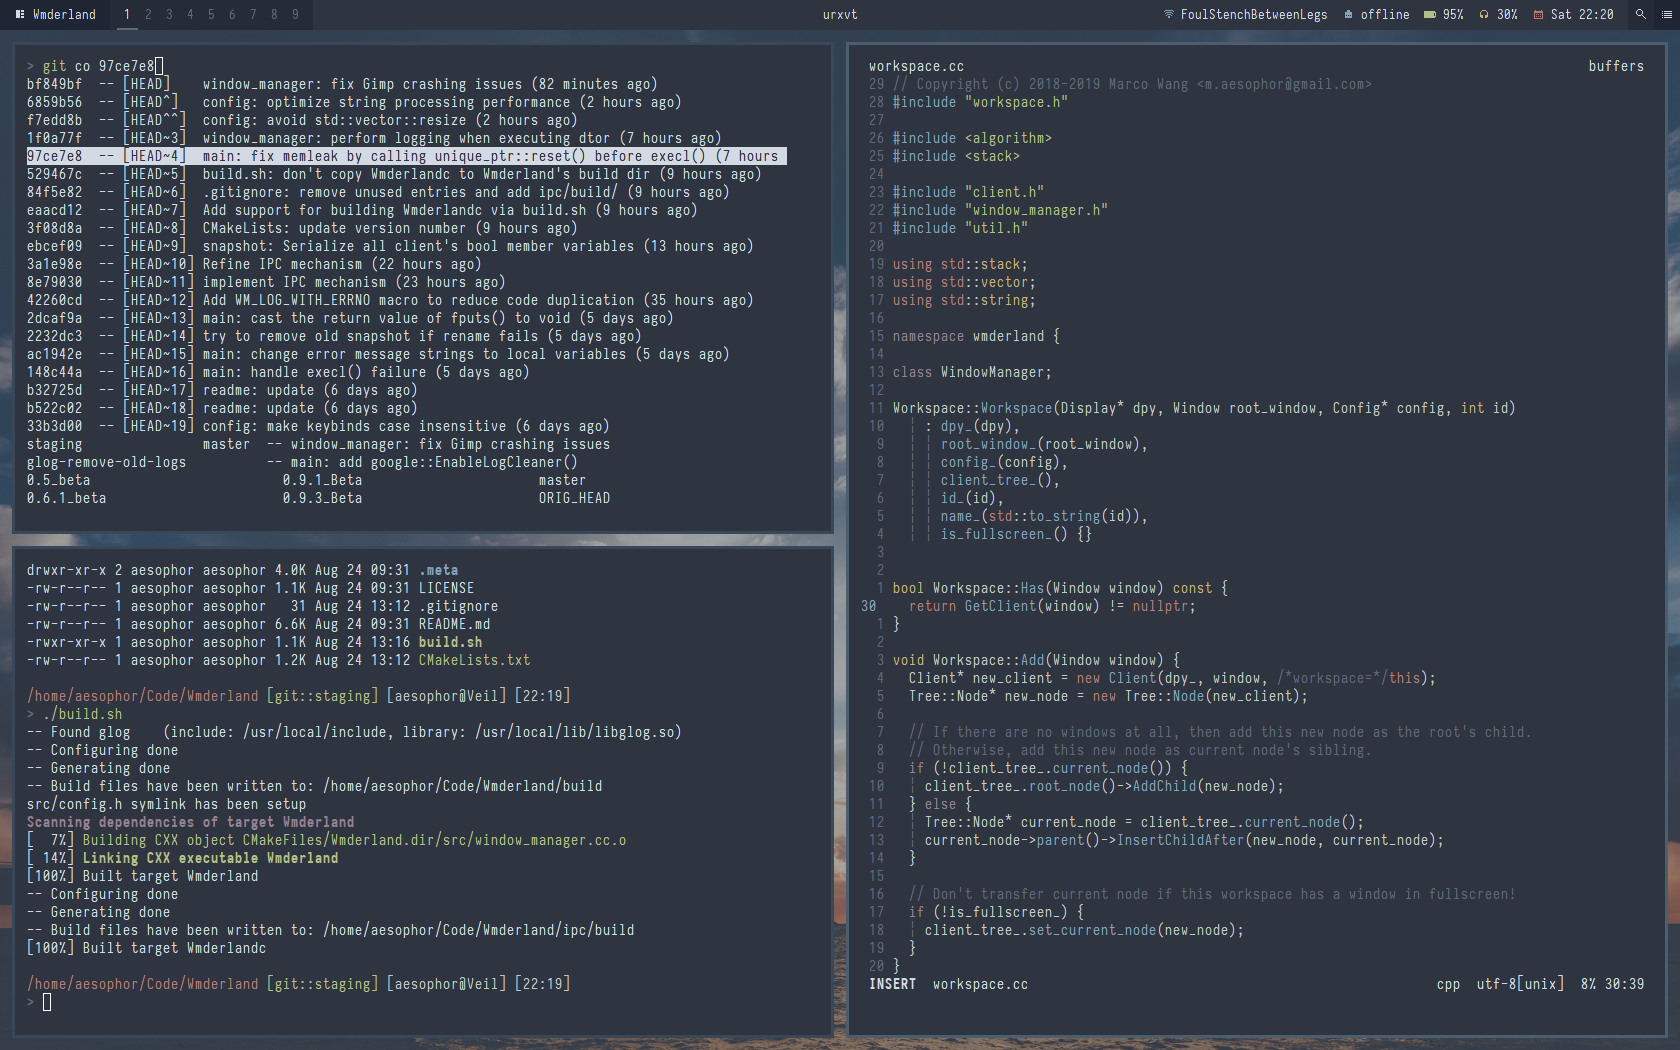 Wmderland 1 2 3 4 5 6 7 8 9 urxvt FoulStenchBetweenLegs offline 95% 30% Sat 22:20
> git co 97ce7e8
bf849bf -- [HEAD] window_manager: fix Gimp crashing issues (82 minutes ago)
6859b56 -- [HEAD^] config: optimize string processing performance (2 hours ago)
f7edd8b -- [HEAD^^] config: avoid std::vector::resize (2 hours ago)
1f0a77f -- [HEAD~3] window_manager: perform logging when executing dtor (7 hours ago)
97ce7e8 -- [HEAD~4] main: fix memleak by calling unique_ptr::reset() before execl() (7 hours
529467c -- [HEAD~5] build.sh: don't copy Wmderlandc to Wmderland's build dir (9 hours ago)
84f5e82 -- [HEAD~6] .gitignore: remove unused entries and add ipc/build/ (9 hours ago)
eaacd12 -- [HEAD~7] Add support for building Wmderlandc via build.sh (9 hours ago)
3f08d8a -- [HEAD~8] CMakeLists: update version number (9 hours ago)
ebcef09 -- [HEAD~9] snapshot: Serialize all client's bool member variables (13 hours ago)
3a1e98e -- [HEAD~10] Refine IPC mechanism (22 hours ago)
8e79030 -- [HEAD~11] implement IPC mechanism (23 hours ago)
42260cd -- [HEAD~12] Add WM_LOG_WITH_ERRNO macro to reduce code duplication (35 hours ago)
2dcaf9a -- [HEAD~13] main: cast the return value of fputs() to void (5 days ago)
2232dc3 -- [HEAD~14] try to remove old snapshot if rename fails (5 days ago)
ac1942e -- [HEAD~15] main: change error message strings to local variables (5 days ago)
148c44a -- [HEAD~16] main: handle execl() failure (5 days ago)
b32725d -- [HEAD~17] readme: update (6 days ago)
b522c02 -- [HEAD~18] readme: update (6 days ago)
33b3d00 -- [HEAD~19] config: make keybinds case insensitive (6 days ago)
staging master -- window_manager: fix Gimp crashing issues
glog-remove-old-logs -- main: add google::EnableLogCleaner()
0.5_beta 0.9.1_Beta master
0.6.1_beta 0.9.3_Beta ORIG_HEAD
drwxr-xr-x 2 aesophor aesophor 4.0K Aug 24 09:31 .meta
-rw-r--r-- 1 aesophor aesophor 1.1K Aug 24 09:31 LICENSE
-rw-r--r-- 1 aesophor aesophor 31 Aug 24 13:12 .gitignore
-rw-r--r-- 1 aesophor aesophor 6.6K Aug 24 09:31 README.md
-rwxr-xr-x 1 aesophor aesophor 1.1K Aug 24 13:16 build.sh
-rw-r--r-- 1 aesophor aesophor 1.2K Aug 24 13:12 CMakeLists.txt
/home/aesophor/Code/Wmderland [git::staging] [aesophor@Veil] [22:19]
> ./build.sh
-- Found glog (include: /usr/local/include, library: /usr/local/lib/libglog.so)
-- Configuring done
-- Generating done
-- Build files have been written to: /home/aesophor/Code/Wmderland/build
src/config.h symlink has been setup
Scanning dependencies of target Wmderland
[ 7%] Building CXX object CMakeFiles/Wmderland.dir/src/window_manager.cc.o
[ 14%] Linking CXX executable Wmderland
[100%] Built target Wmderland
-- Configuring done
-- Generating done
-- Build files have been written to: /home/aesophor/Code/Wmderland/ipc/build
[100%] Built target Wmderlandc
/home/aesophor/Code/Wmderland [git::staging] [aesophor@Veil] [22:19]
>
workspace.cc buffers
29 // Copyright (c) 2018-2019 Marco Wang <m.aesophor@gmail.com>
28 #include "workspace.h"
27
26 #include <algorithm>
25 #include <stack>
24
23 #include "client.h"
22 #include "window_manager.h"
21 #include "util.h"
20
19 using std::stack;
18 using std::vector;
17 using std::string;
16
15 namespace wmderland {
14
13 class WindowManager;
12
11 Workspace::Workspace(Display* dpy, Window root_window, Config* config, int id)
10 : dpy_(dpy),
9 root_window_(root_window),
8 config_(config),
7 client_tree_(),
6 id_(id),
5 name_(std::to_string(id)),
4 is_fullscreen_() {}
3
2
1 bool Workspace::Has(Window window) const {
30 return GetClient(window) != nullptr;
1 }
2
3 void Workspace::Add(Window window) {
4 Client* new_client = new Client(dpy_, window, /*workspace=*/this);
5 Tree::Node* new_node = new Tree::Node(new_client);
6
7 // If there are no windows at all, then add this new node as the root's child.
8 // Otherwise, add this new node as current node's sibling.
9 if (!client_tree_.current_node()) {
10 client_tree_.root_node()->AddChild(new_node);
11 } else {
12 Tree::Node* current_node = client_tree_.current_node();
13 current_node->parent()->InsertChildAfter(new_node, current_node);
14 }
15
16 // Don't transfer current node if this workspace has a window in fullscreen!
17 if (!is_fullscreen_) {
18 client_tree_.set_current_node(new_node);
19 }
20 }
INSERT workspace.cc cpp utf-8[unix] 8% 30:39